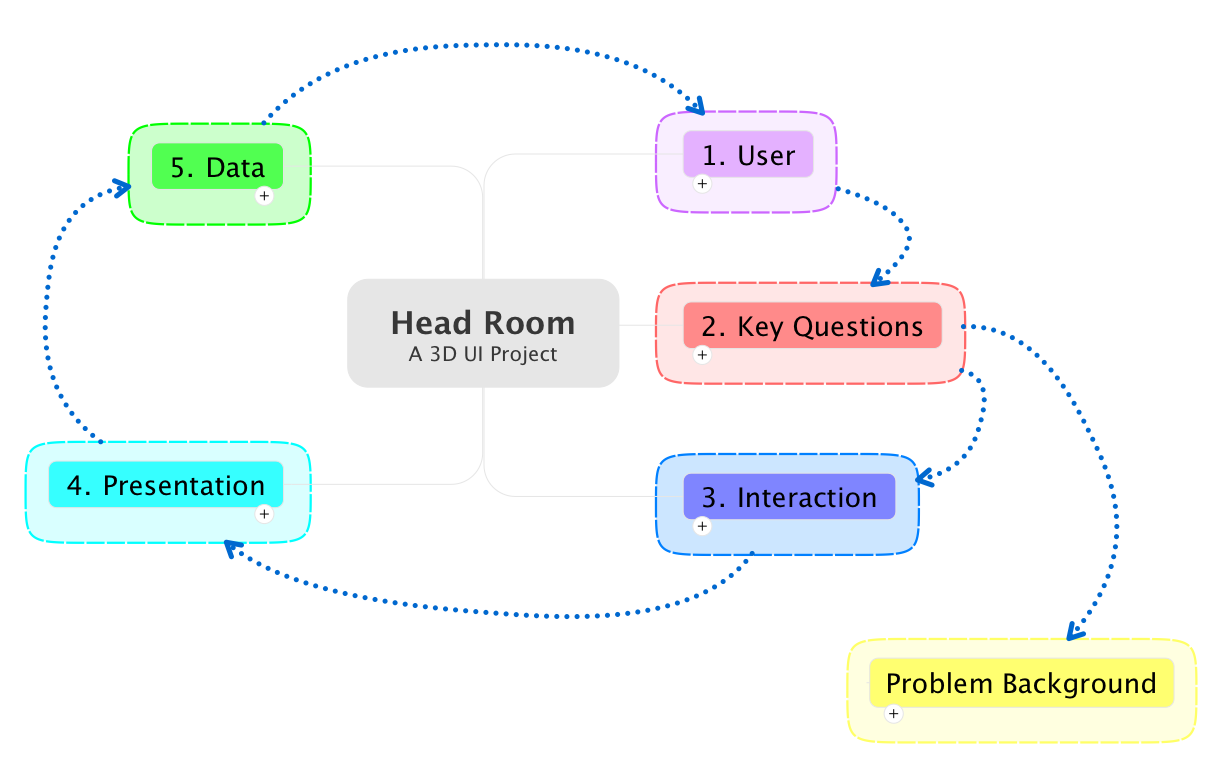 Head Room
A 3D UI Project
1. User
2. Key Questions
3. Interaction
4. Presentation
5. Data
Problem Background